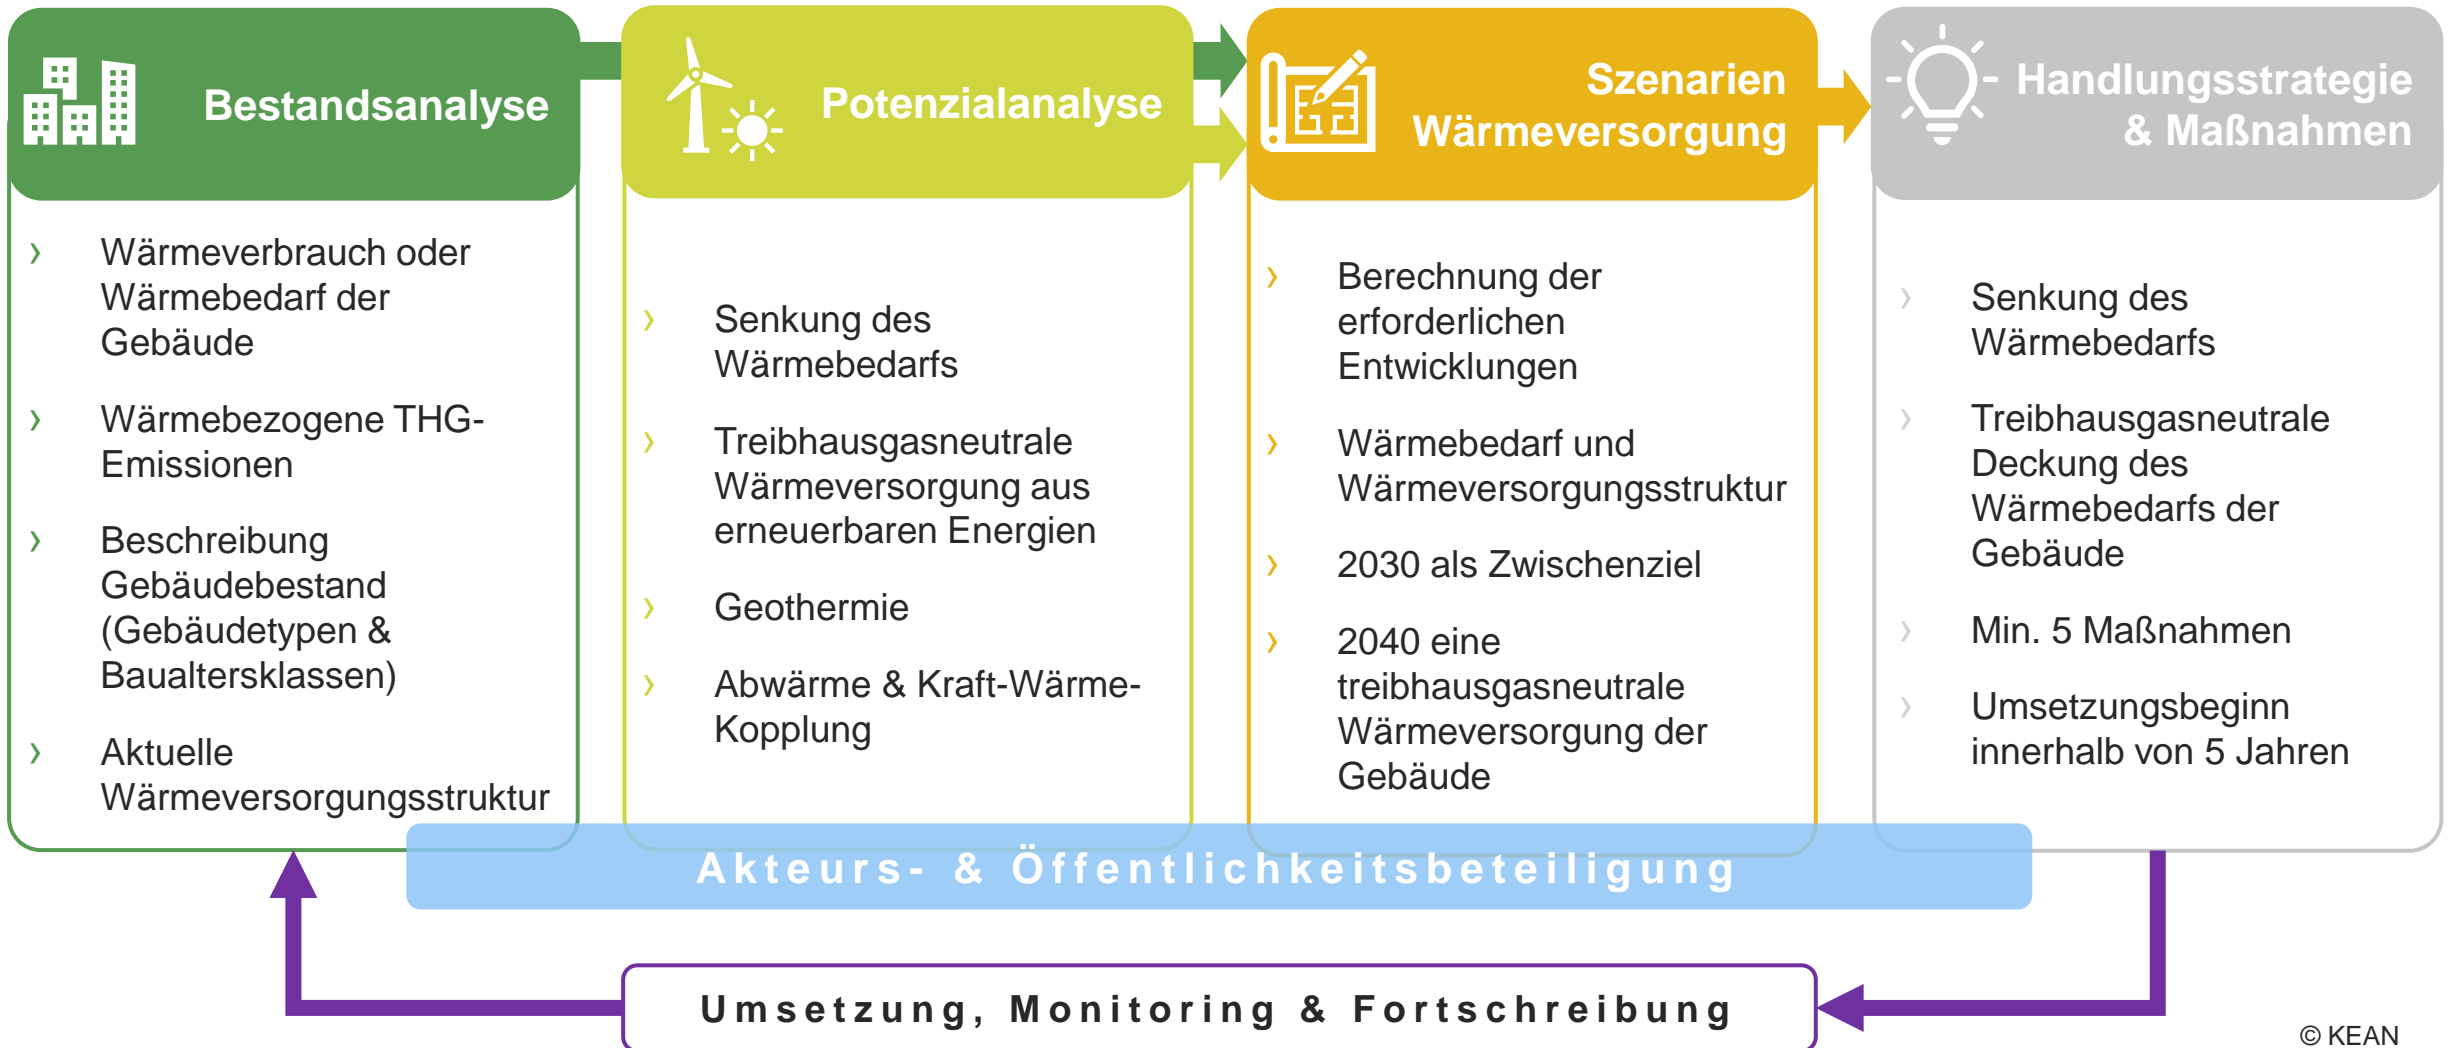 Bestandsanalyse
Wärmeverbrauch oder
Wärmebedarf der
Gebäude
Wärmebezogene THG-
Emissionen
Beschreibung
Gebäudebestand
(Gebäudetypen &
Baualtersklassen)
Aktuelle
Wärmeversorgungsstruktur
Potenzialanalyse
Senkung des
Wärmebedarfs
Treibhausgasneutrale
Wärmeversorgung aus
erneuerbaren Energien
Geothermie
Abwärme & Kraft-Wärme-
Kopplung
Szenarien
Wärmeversorgung
Berechnung der
erforderlichen
Entwicklungen
Wärmebedarf und
Wärmeversorgungsstruktur
2030 als Zwischenziel
2040 eine
treibhausgasneutrale
Wärmeversorgung der
Gebäude
Handlungsstrategie
& Maßnahmen
Senkung des
Wärmebedarfs
Treibhausgasneutrale
Deckung des
Wärmebedarfs der
Gebäude
Min. 5 Maßnahmen
Umsetzungsbeginn
innerhalb von 5 Jahren
Akteurs- & Öffentlichkeitsbeteiligung
Umsetzung, Monitoring & Fortschreibung
© KEAN